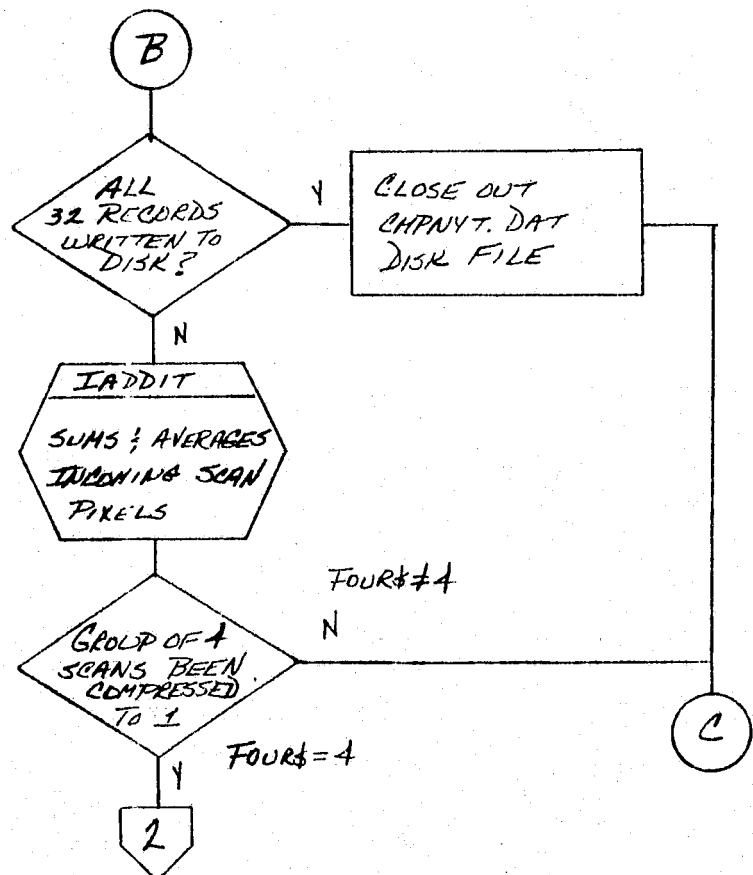 B
ALL
32 RECORDS
WRITTEN TO
DISK?
Y
CLOSE OUT
CHPNYT. DAT
DISK FILE
N
IADDIT
SUMS & AVERAGES
INCOMING SCAN
PIXELS
FOUR$≠4
N
GROUP OF 4
SCANS BEEN
COMPRESSED
TO 1
C
FOUR$=4
Y
2